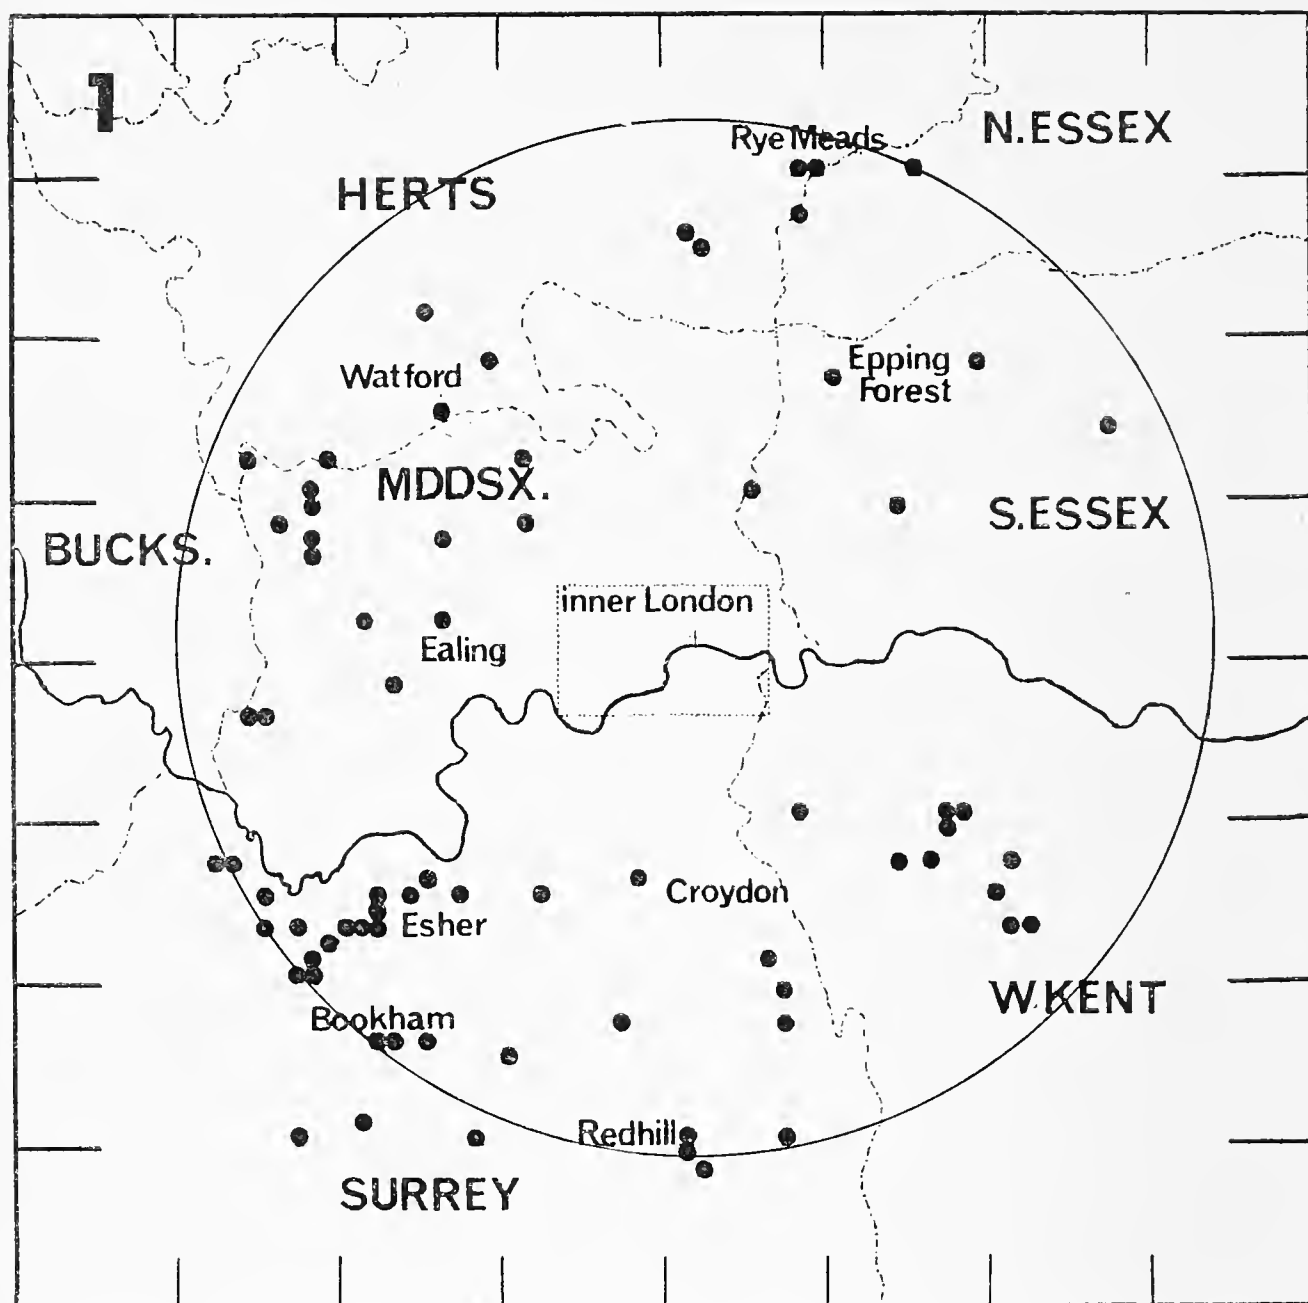 1
N.ESSEX
Rye Meads
HERTS
Watford
Epping
Forest
MDDSX.
S.ESSEX
BUCKS.
inner London
Ealing
Croydon
Esher
W.KENT
Bookham
Redhill
SURREY